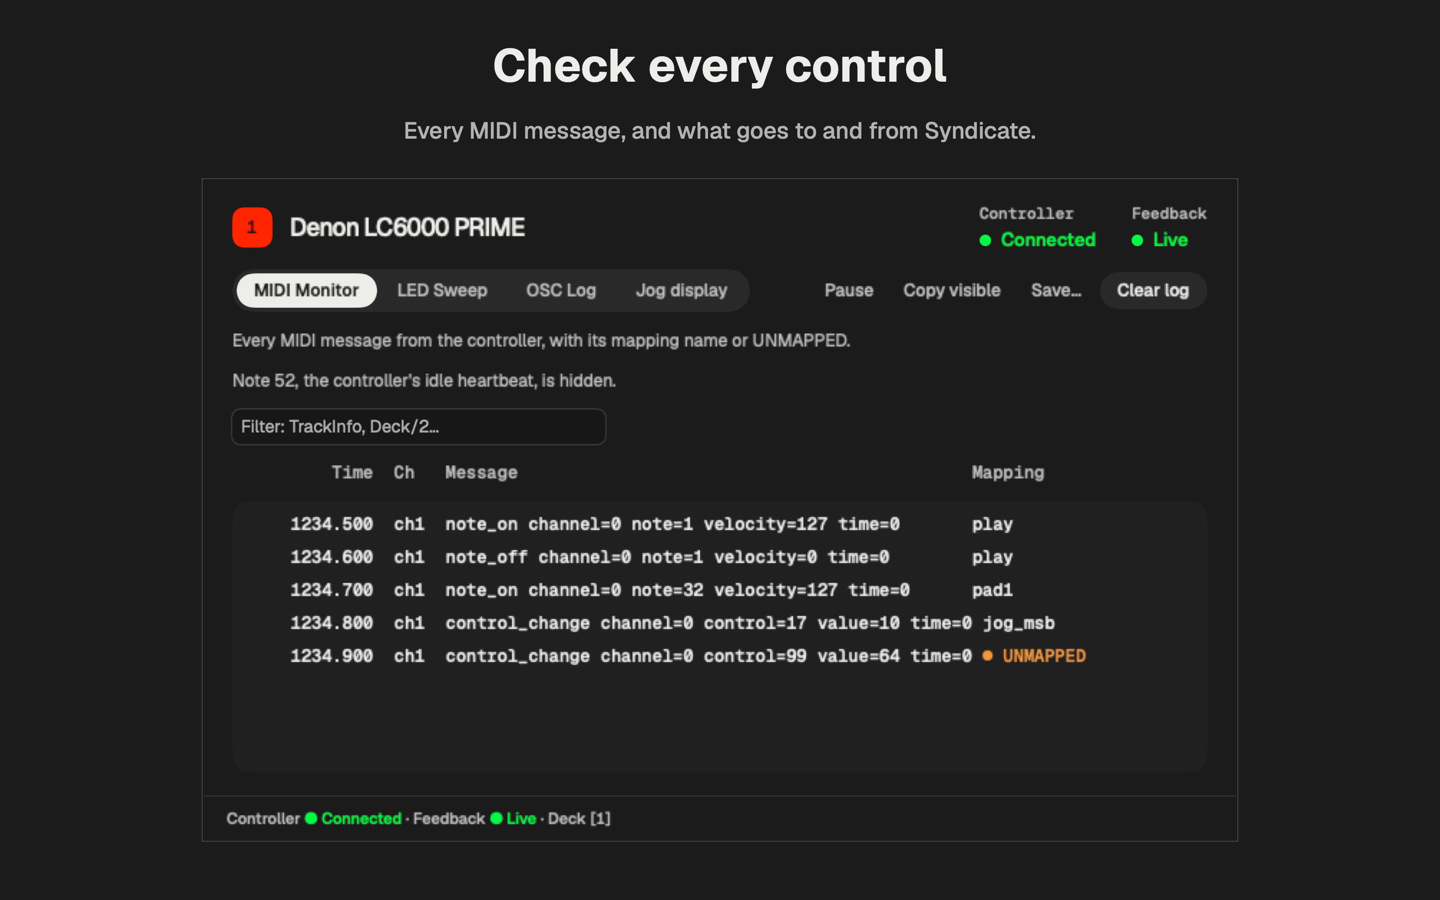 Check every control
Every MIDI message, and what goes to and from Syndicate.
1 Denon LC6000 PRIME
Controller Feedback
Connected Live
MIDI Monitor LED Sweep OSC Log Jog display Pause Copy visible Save... Clear log
Every MIDI message from the controller, with its mapping name or UNMAPPED.
Note 52, the controller's idle heartbeat, is hidden.
Filter: TrackInfo, Deck/2...
Time Ch Message Mapping
1234.500 ch1 note_on channel=0 note=1 velocity=127 time=0 play
1234.600 ch1 note_off channel=0 note=1 velocity=0 time=0 play
1234.700 ch1 note_on channel=0 note=32 velocity=127 time=0 pad1
1234.800 ch1 control_change channel=0 control=17 value=10 time=0 jog_msb
1234.900 ch1 control_change channel=0 control=99 value=64 time=0 ● UNMAPPED
Controller ● Connected · Feedback ● Live · Deck [1]